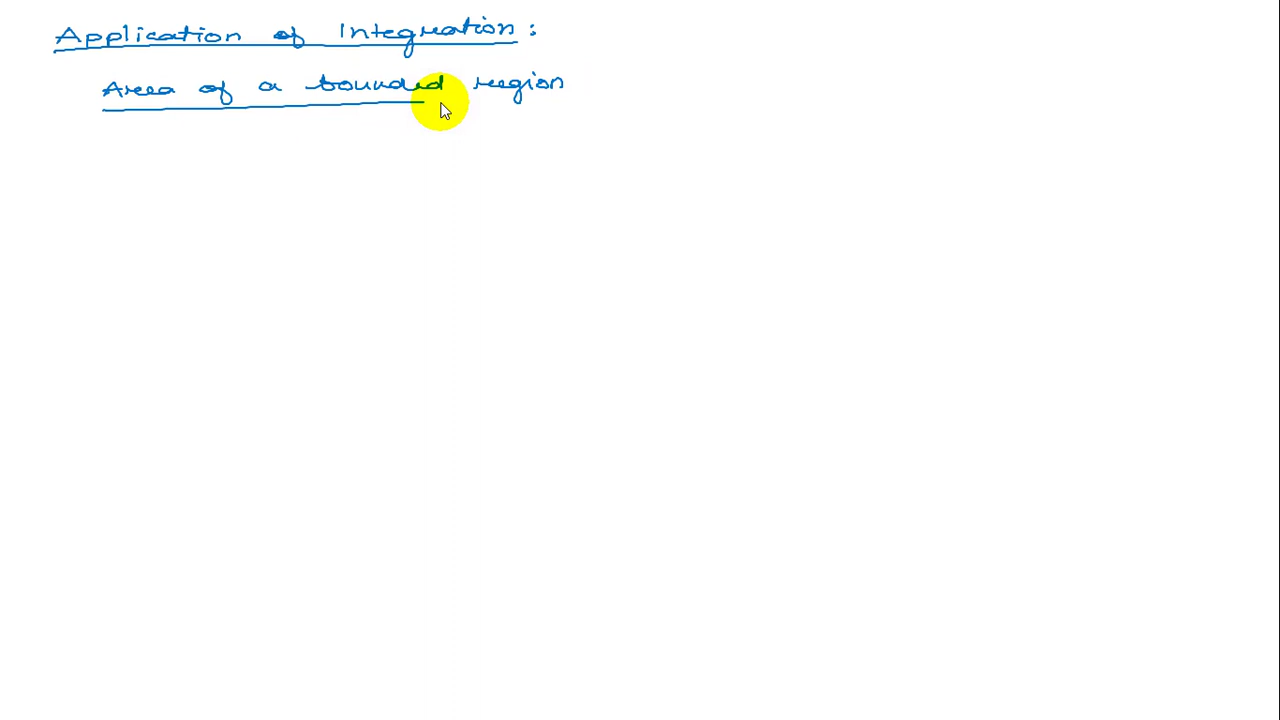 Application of Integration :
Area of a bounded region